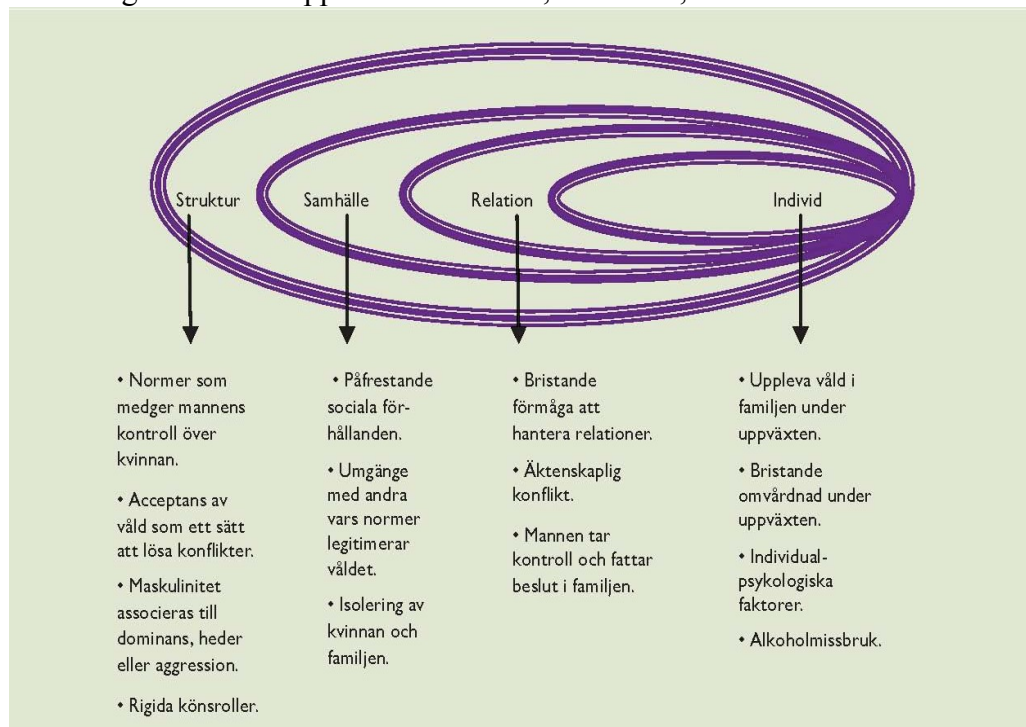 Struktur
Samhälle
Relation
Individ
• Normer som
medger mannens
kontroll över
kvinnan.
• Acceptans av
våld som ett sätt
att lösa konflikter.
• Maskulinitet
associeras till
dominans, heder
eller aggression.
• Rigida könsroller.
• Påfrestande
sociala för-
hållanden.
• Umgänge
med andra
vars normer
legitimerar
våldet.
• Isolering av
kvinnan och
familjen.
• Bristande
förmåga att
hantera relationer.
• Äktenskaplig
konflikt.
• Mannen tar
kontroll och fattar
beslut i familjen.
• Uppleva våld i
familjen under
uppväxten.
• Bristande
omvårdnad under
uppväxten.
• Individual-
psykologiska
faktorer.
• Alkoholmissbruk.